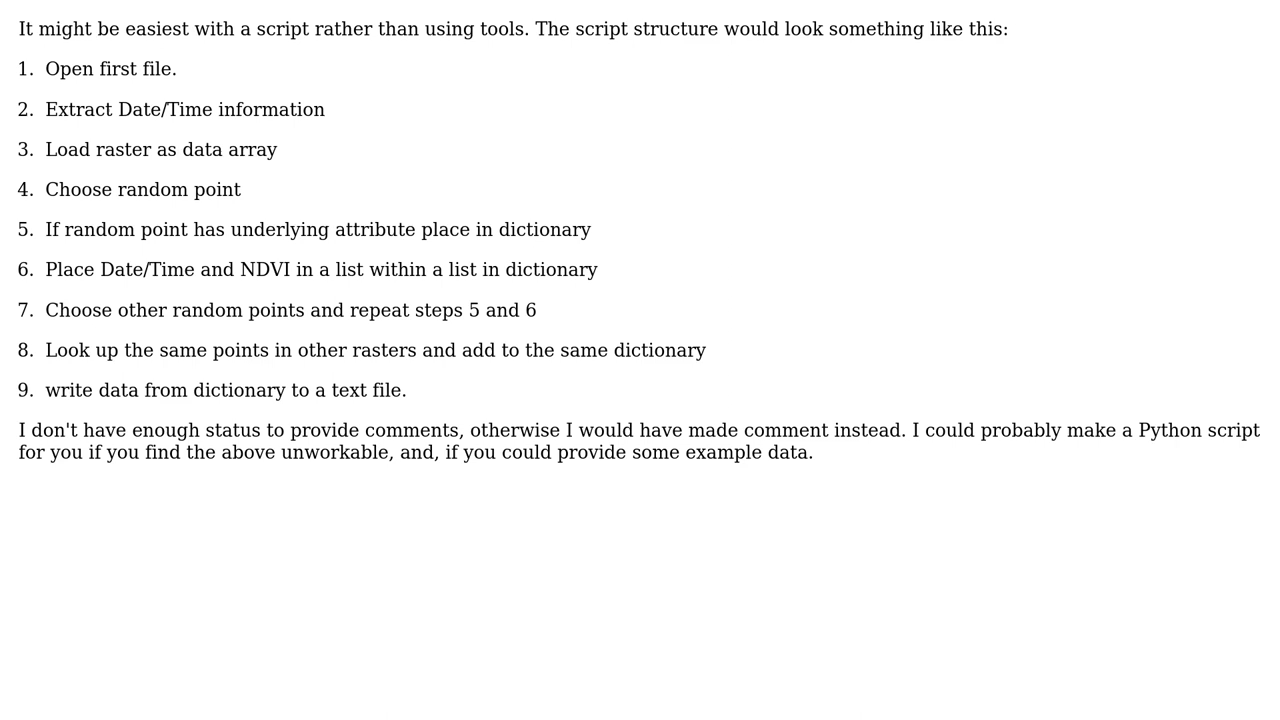 It might be easiest with a script rather than using tools. The script structure would look something like this:
1. Open first file.
2. Extract Date/Time information
3. Load raster as data array
4. Choose random point
5. If random point has underlying attribute place in dictionary
6. Place Date/Time and NDVI in a list within a list in dictionary
7. Choose other random points and repeat steps 5 and 6
8. Look up the same points in other rasters and add to the same dictionary
9. write data from dictionary to a text file.
I don't have enough status to provide comments, otherwise I would have made comment instead. I could probably make a Python script
for you if you find the above unworkable, and, if you could provide some example data.